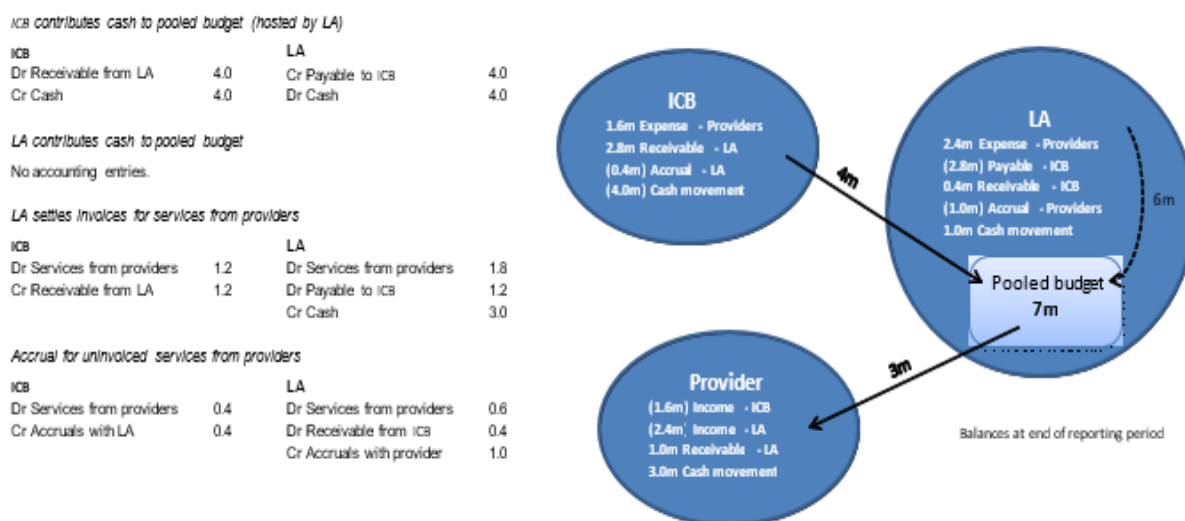 ICB contributes cash to pooled budget (hosted by LA)
ICB LA
Dr Receivable from LA 4.0 Cr Payable to ICB 4.0
Cr Cash 4.0 Dr Cash 4.0
LA contributes cash to pooled budget
No accounting entries.
LA settles invoices for services from providers
ICB LA
Dr Services from providers 1.2 Dr Services from providers 1.8
Cr Receivable from LA 1.2 Dr Payable to ICB 1.2
Cr Cash 3.0
Accrual for uninvoiced services from providers
ICB LA
Dr Services from providers 0.4 Dr Services from providers 0.6
Cr Accruals with LA 0.4 Dr Receivable from ICB 0.4
Cr Accruals with provider 1.0
ICB
1.6m Expense - Providers
2.8m Receivable - LA
(0.4m) Accrual - LA
(4.0m) Cash movement
4m
LA
2.4m Expense - Providers
(2.8m) Payable - ICB
0.4m Receivable - ICB
(1.0m) Accrual - Providers
1.0m Cash movement
6m
Pooled budget
7m
3m
Provider
(1.6m) Income - ICB
(2.4m) Income - LA
1.0m Receivable - LA
3.0m Cash movement
Balances at end of reporting period